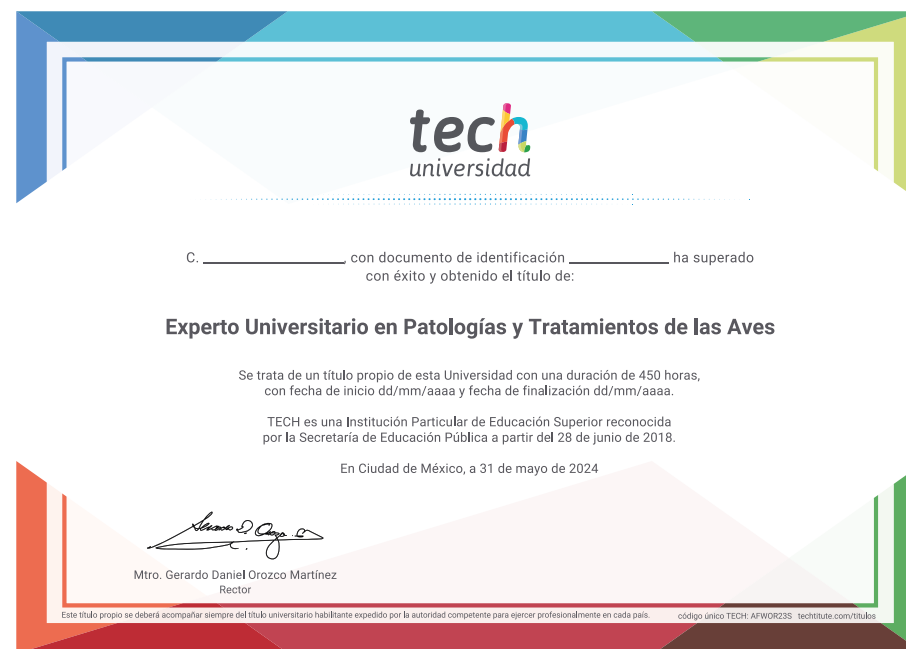 tech
universidad
C. ____________, con documento de identificación ____________ ha superado
con éxito y obtenido el título de:
Experto Universitario en Patologías y Tratamientos de las Aves
Se trata de un título propio de esta Universidad con una duración de 450 horas,
con fecha de inicio dd/mm/aaaa y fecha de finalización dd/mm/aaaa.
TECH es una Institución Particular de Educación Superior reconocida
por la Secretaría de Educación Pública a partir del 28 de junio de 2018.
En Ciudad de México, a 31 de mayo de 2024
Mtro. Gerardo Daniel Orozco Martínez
Rector
Este título propio se deberá acompañar siempre del título universitario habilitante expedido por la autoridad competente para ejercer profesionalmente en cada país.
código único TECH: AFWOR23S techtitute.com/titulos